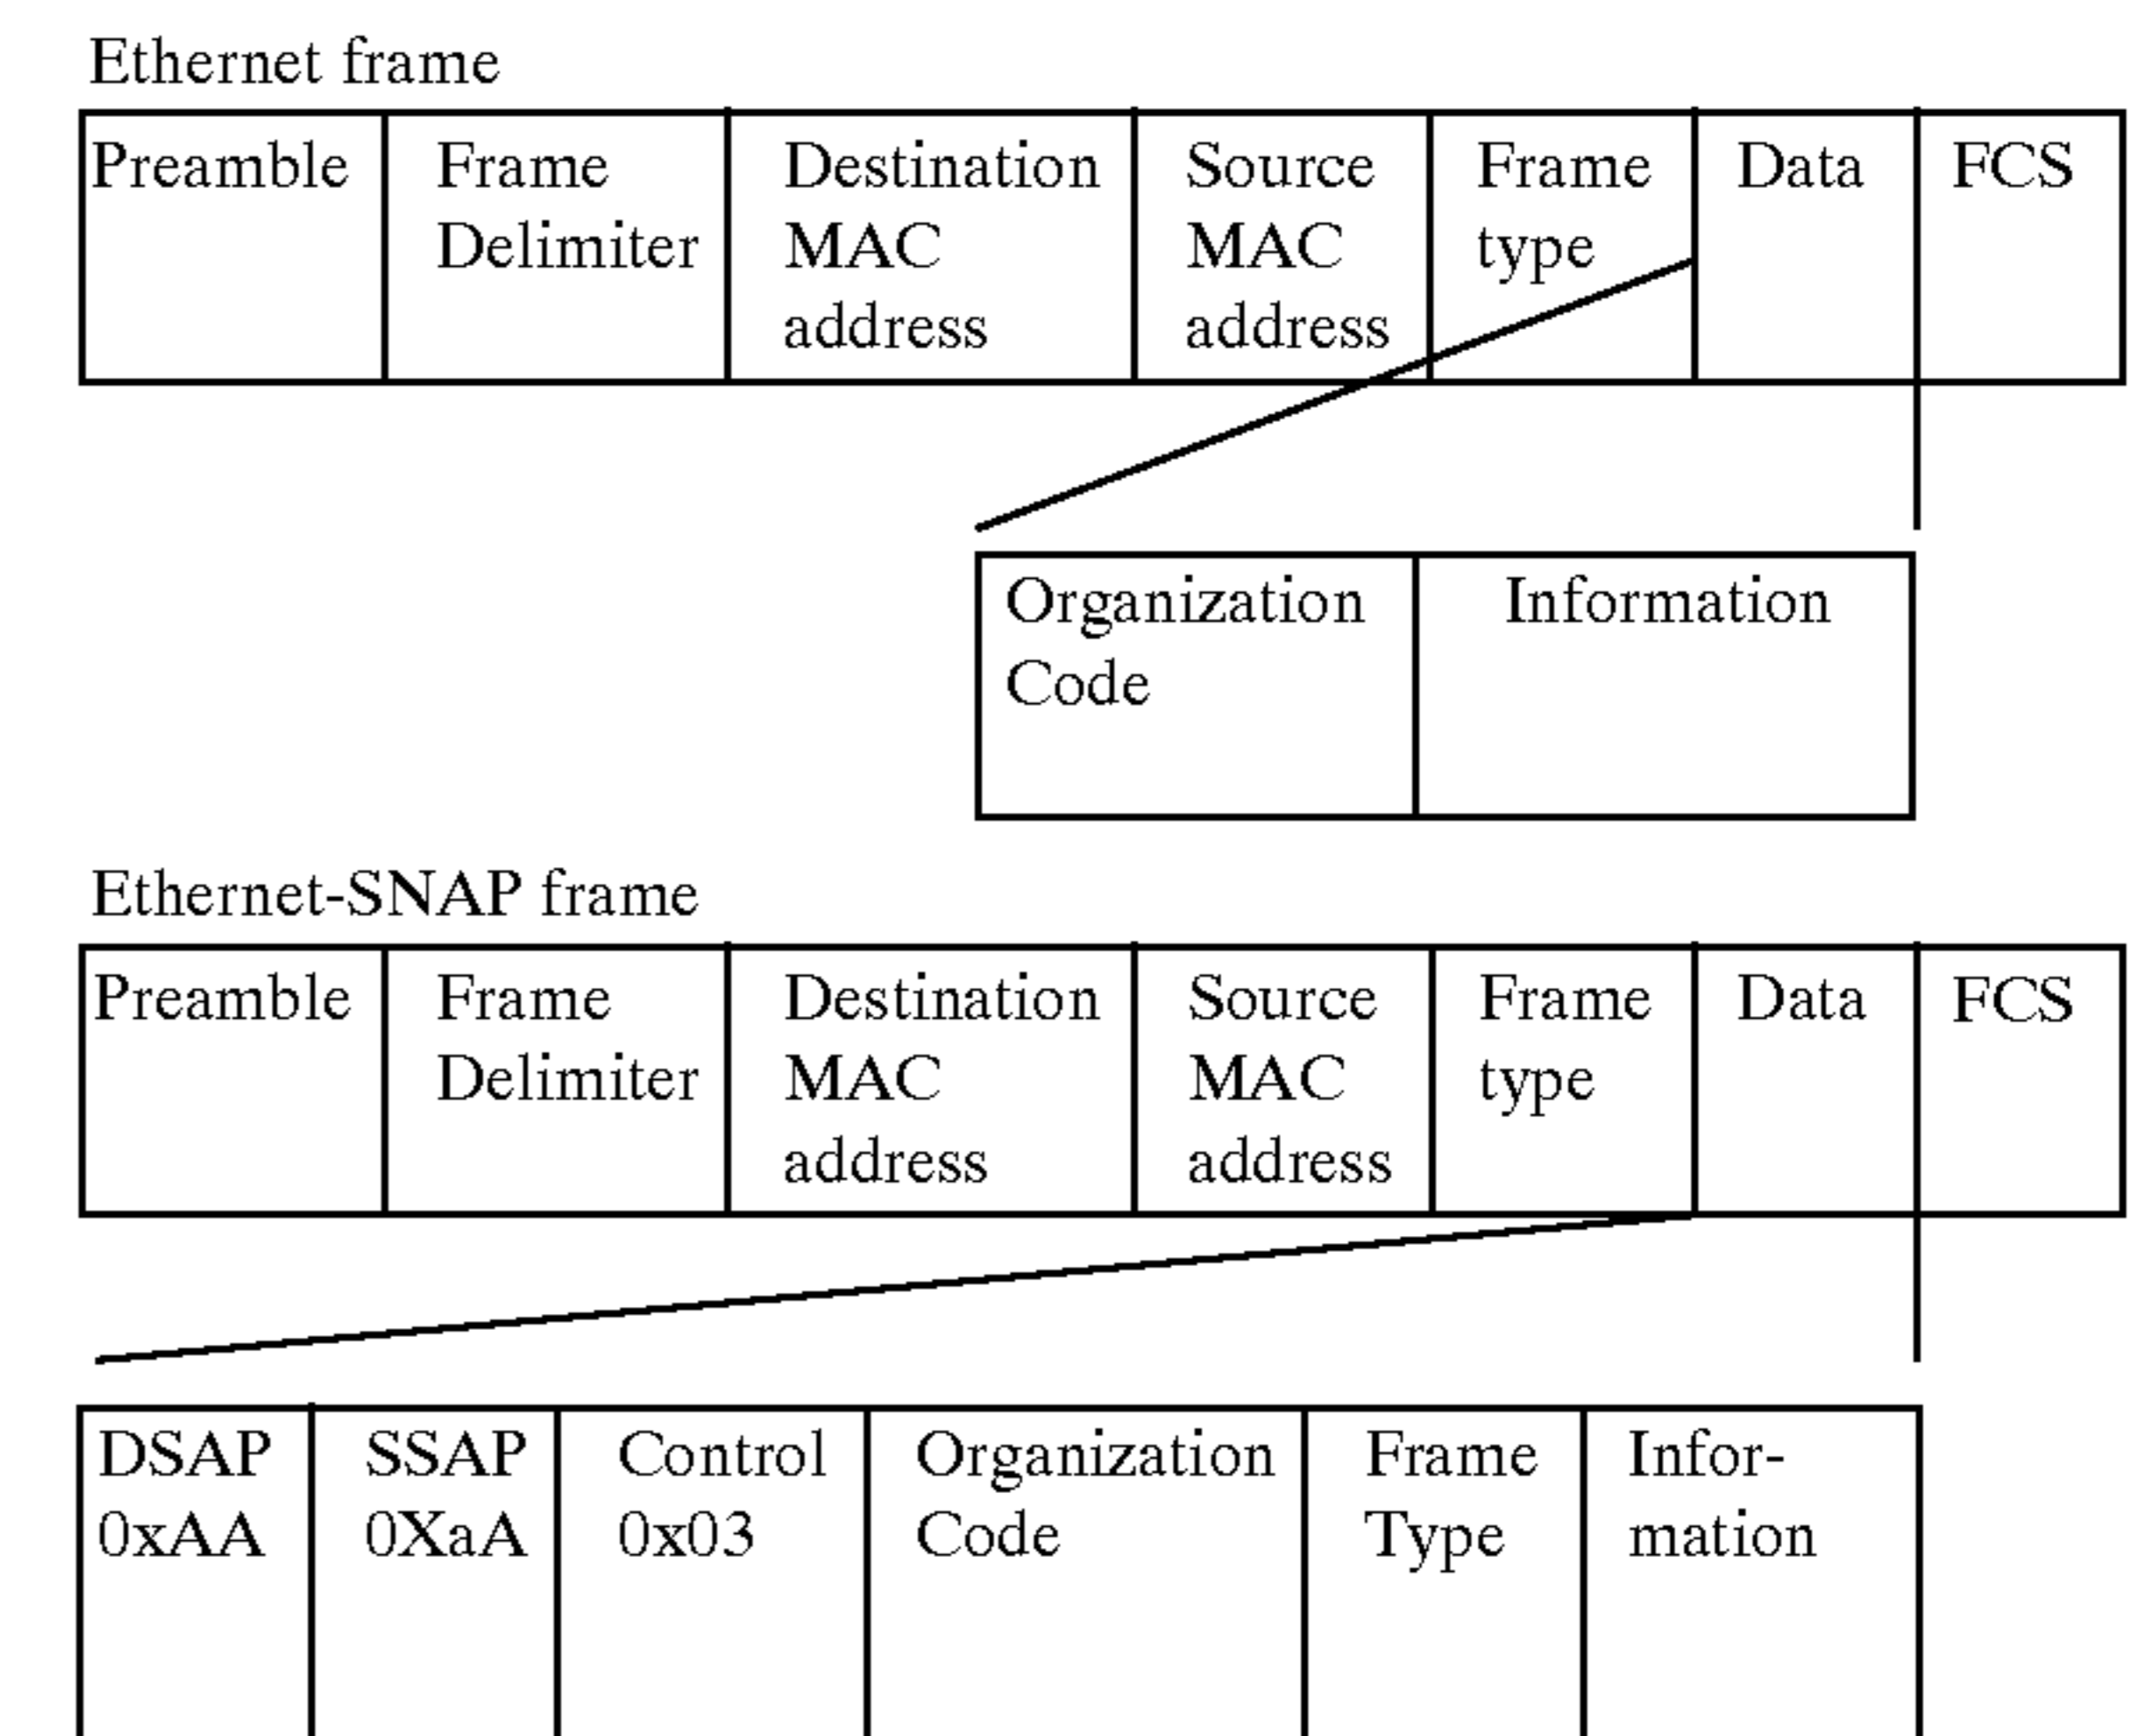 Ethernet frame
Preamble Frame Destination Source Frame Data FCS
Delimiter MAC MAC type
address address
Organization Information
Code
Ethernet-SNAP frame
Preamble Frame Destination Source Frame Data FCS
Delimiter MAC MAC type
address address
DSAP SSAP Control Organization Frame Infor-
0xAA 0XaA 0x03 Code Type mation